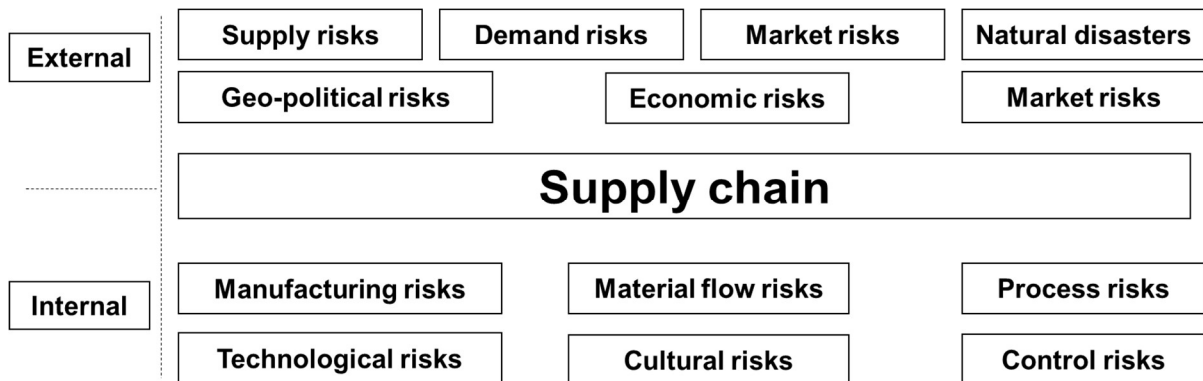 External
Supply risks
Demand risks
Market risks
Natural disasters
Geo-political risks
Economic risks
Market risks
Supply chain
Internal
Manufacturing risks
Material flow risks
Process risks
Technological risks
Cultural risks
Control risks